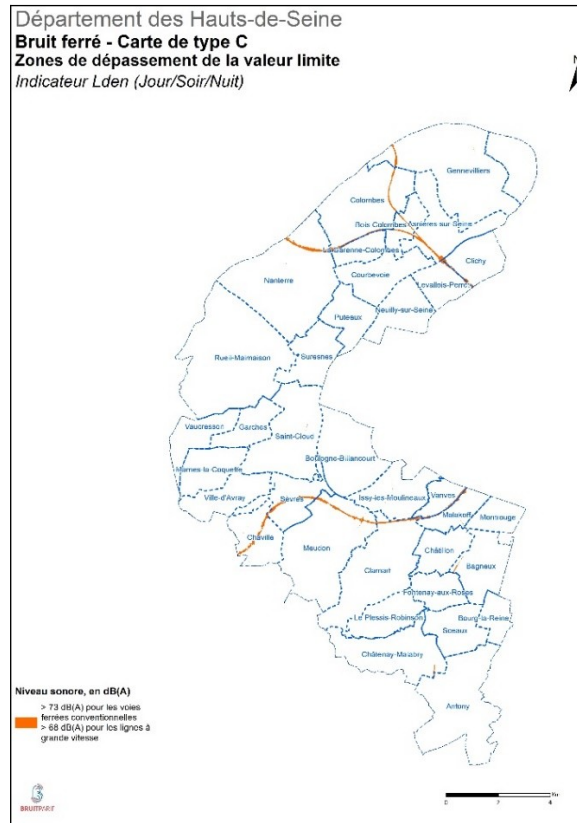 Département des Hauts-de-Seine
Bruit ferré - Carte de type C
Zones de dépassement de la valeur limite
Indicateur Lden (Jour/Soir/Nuit)
N
Gennevilliers
Colombes
Bois Colombes
Asnières sur Seine
La Garenne-Colombes
Clichy
Courbevoie
Nanterre
Levallois-Perret
Neuilly-sur-Seine
Puteaux
Suresnes
Rueil-Malmaison
Vaucresson
Garches
Saint-Cloud
Boulogne-Billancourt
Marnes la Coquette
Ville-d'Avray
Sèvres
Issy-les-Moulineaux
Vanves
Malakoff
Montrouge
Chaville
Meudon
Châtillon
Clamart
Bagneux
Fontenay-aux-Roses
Le Plessis-Robinson
Bourg-la-Reine
Sceaux
Châtenay-Malabry
Antony
Niveau sonore, en dB(A)
> 73 dB(A) pour les voies
ferrées conventionnelles
> 68 dB(A) pour les lignes à
grande vitesse
BRUITPARIF
0 2 4